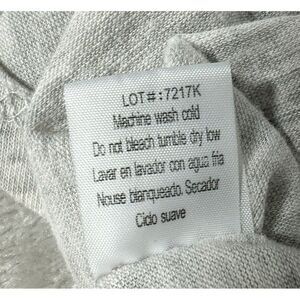 LOT#:7217K
Machine wash cold
Do not bleach tumble dry low
Lavar en lavador con agua fria
Nouse blanqueado. Secador
Ciclo suave